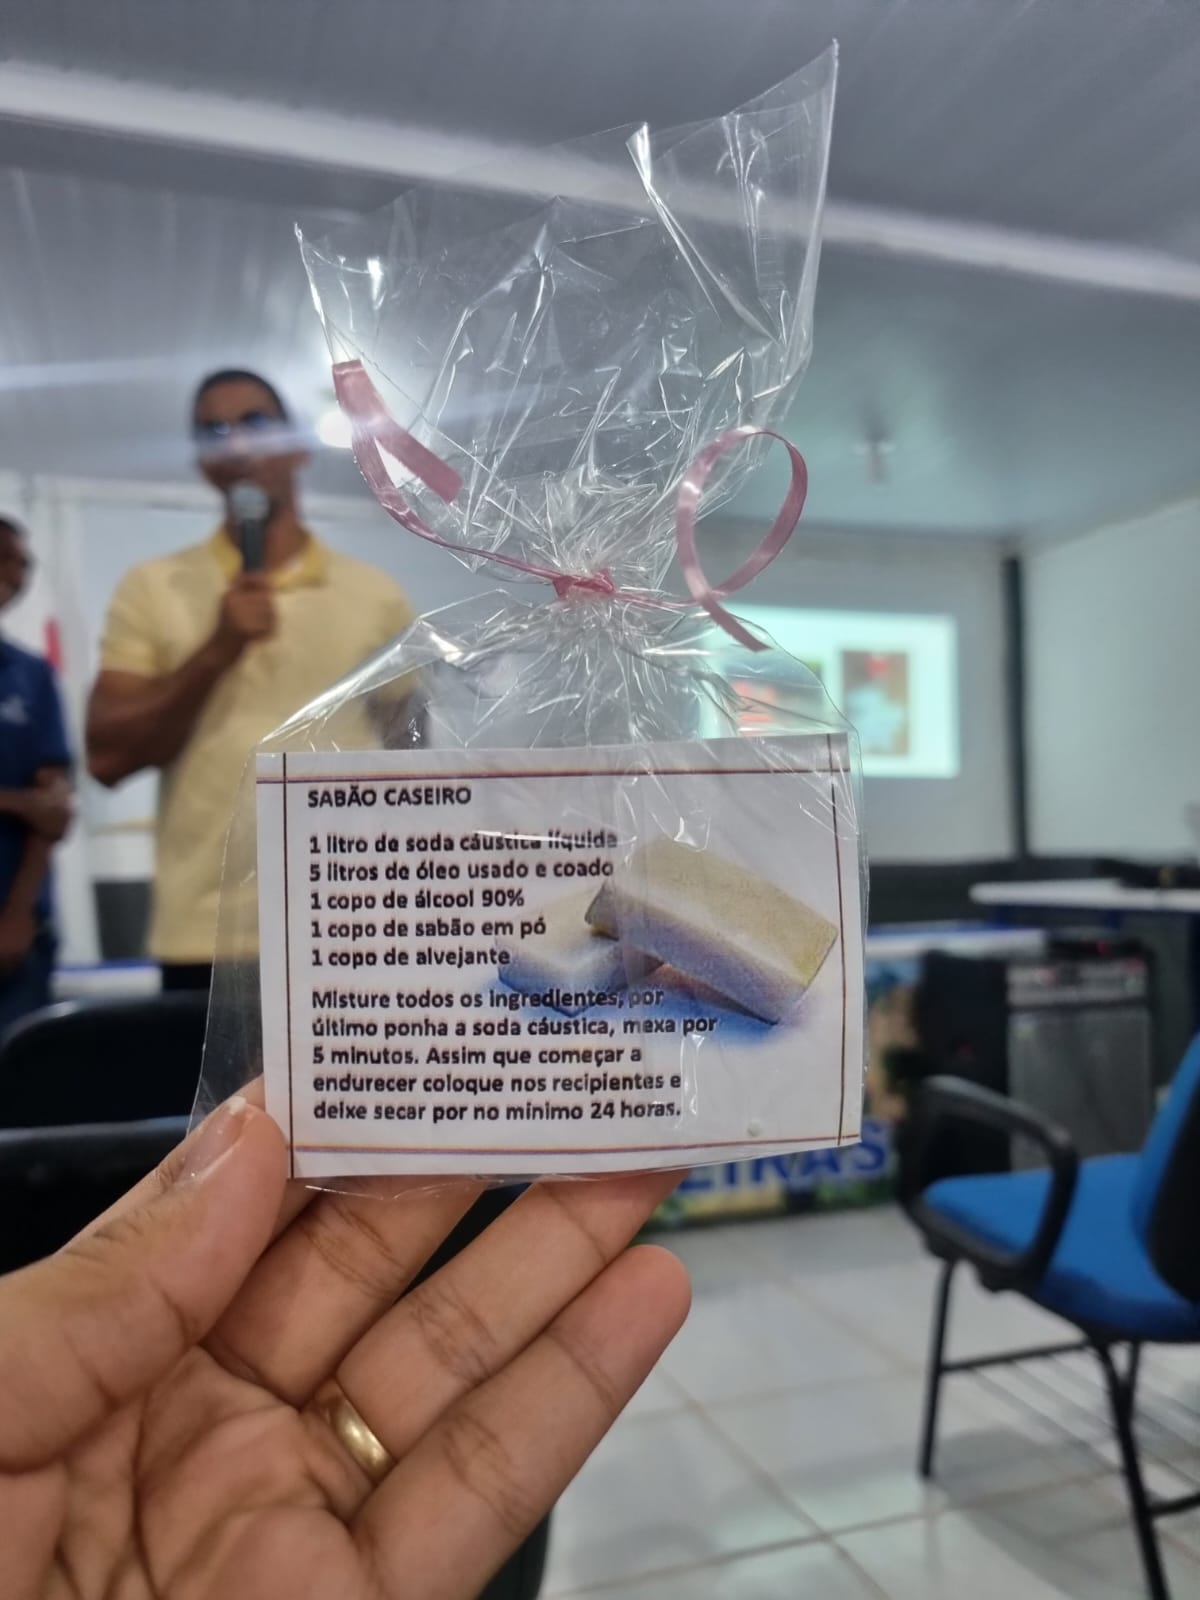 SABÃO CASEIRO
1 litro de soda cáustica líquida
5 litros de óleo usado e coado
1 copo de álcool 90%
1 copo de sabão em pó
1 copo de alvejante
Misture todos os ingredientes, por
último ponha a soda cáustica, mexa por
5 minutos. Assim que começar a
endurecer coloque nos recipientes e
deixe secar por no mínimo 24 horas.